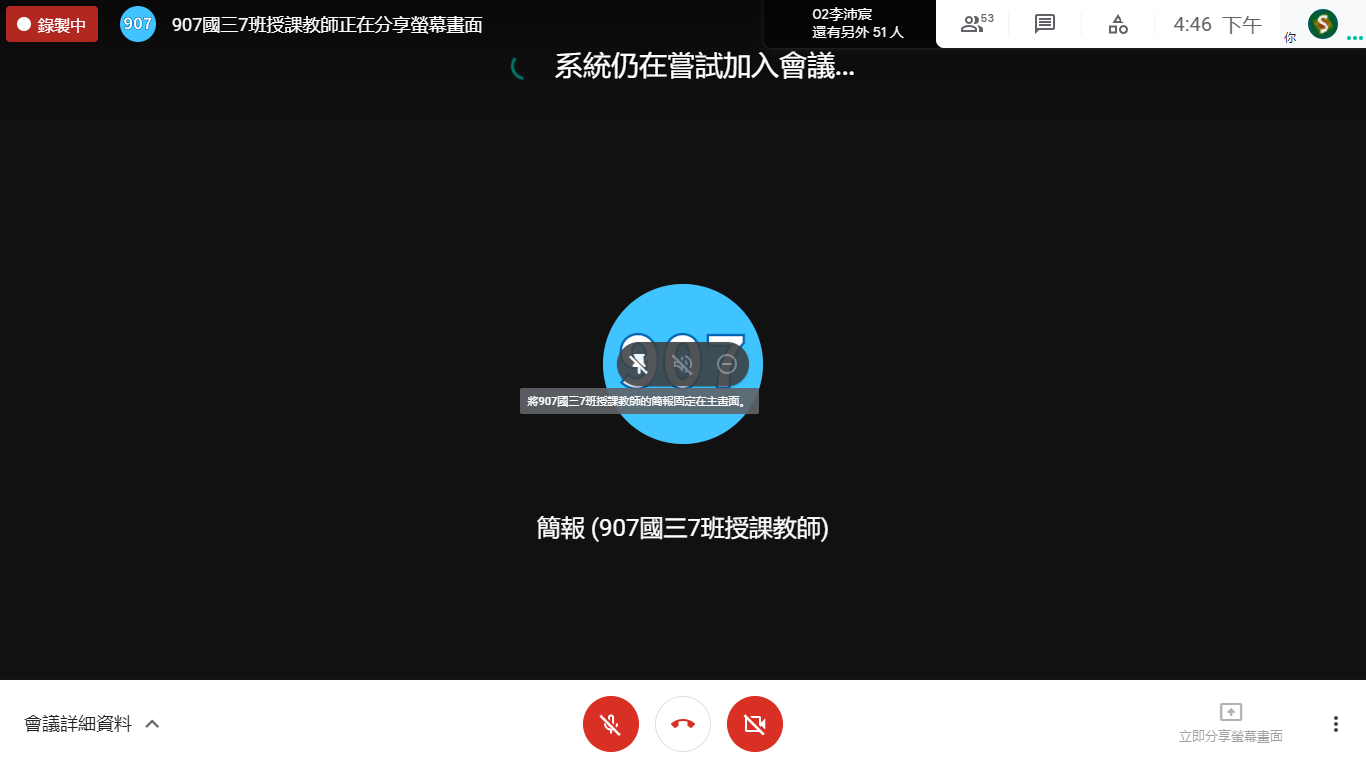 錄製中
907
907國三7班授課教師正在分享螢幕畫面
02李沛宸
還有另外 51 人
53
4:46 下午
你
S
系統仍在嘗試加入會議...
907
將907國三7班授課教師的簡報固定在主畫面。
簡報 (907國三7班授課教師)
會議詳細資料
立即分享螢幕畫面